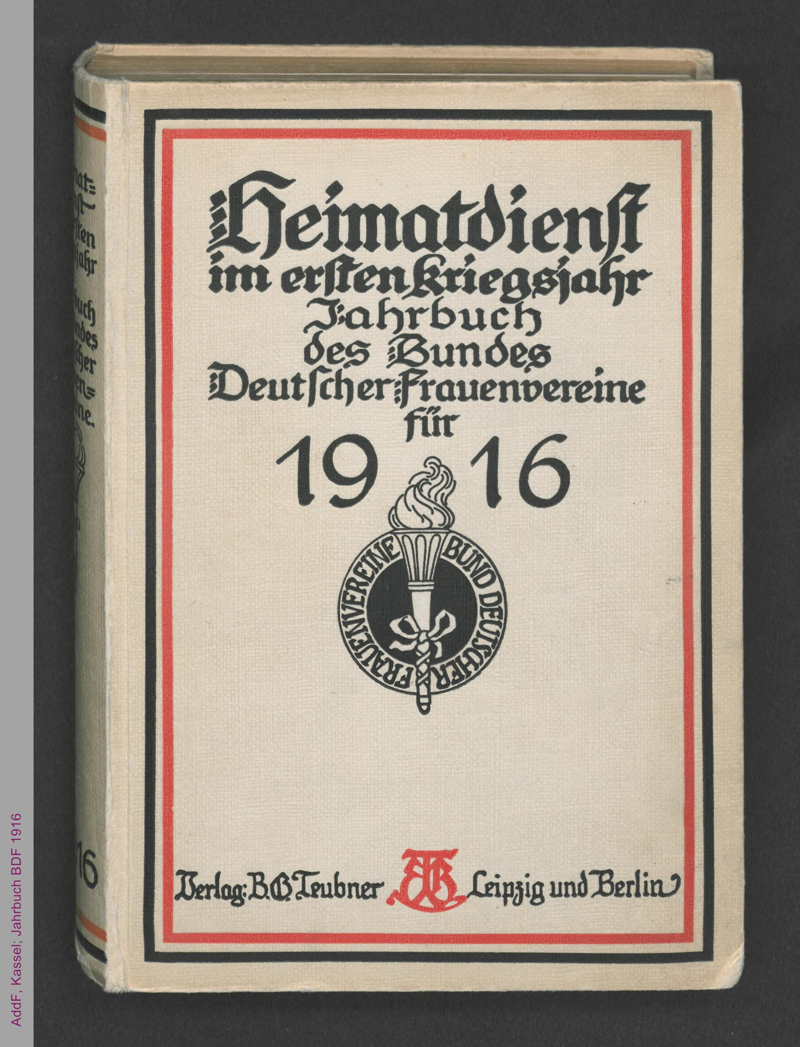 Heimatdienst
im ersten Kriegsjahr
Jahrbuch
des Bundes
Deutscher Frauenvereine
für
1916
BUND DEUTSCHER FRAUENVEREINE
Verlag: B. G. Teubner Leipzig und Berlin
16
AddF, Kassel; Jahrbuch BDF 1916